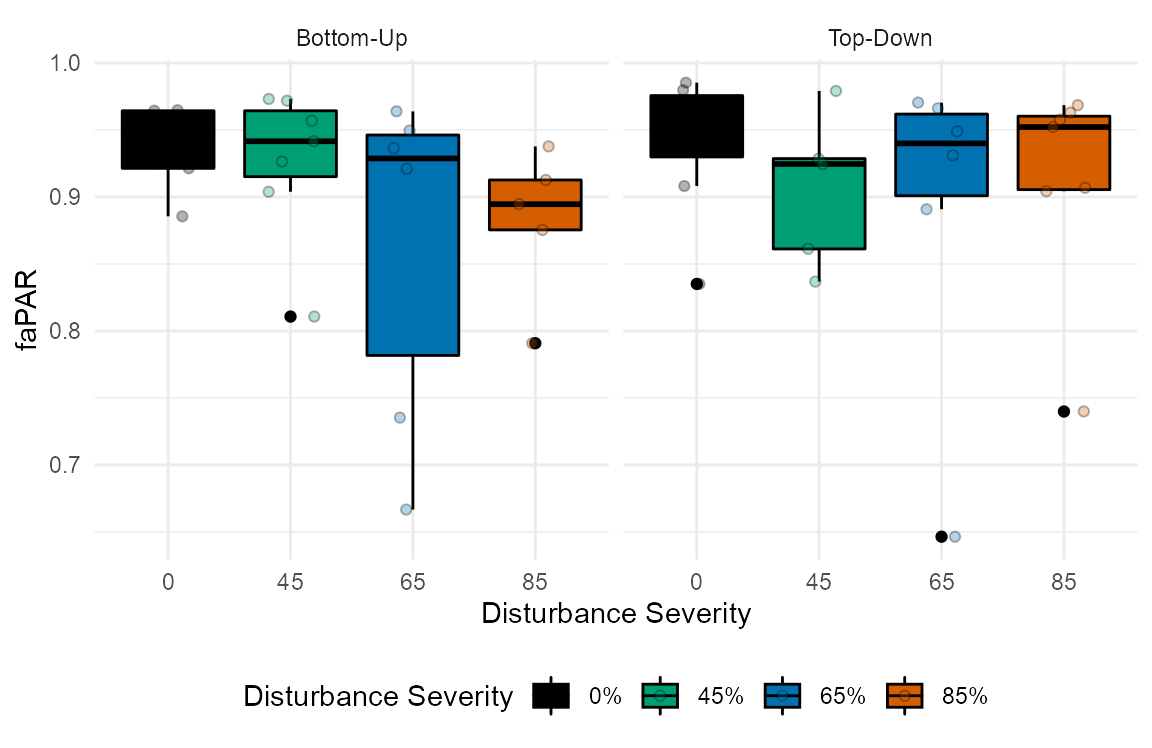 Bottom-Up Top-Down
1.0
0.9
0.8
0.7
faPAR
0 45 65 85 0 45 65 85
Disturbance Severity
Disturbance Severity 0% 45% 65% 85%